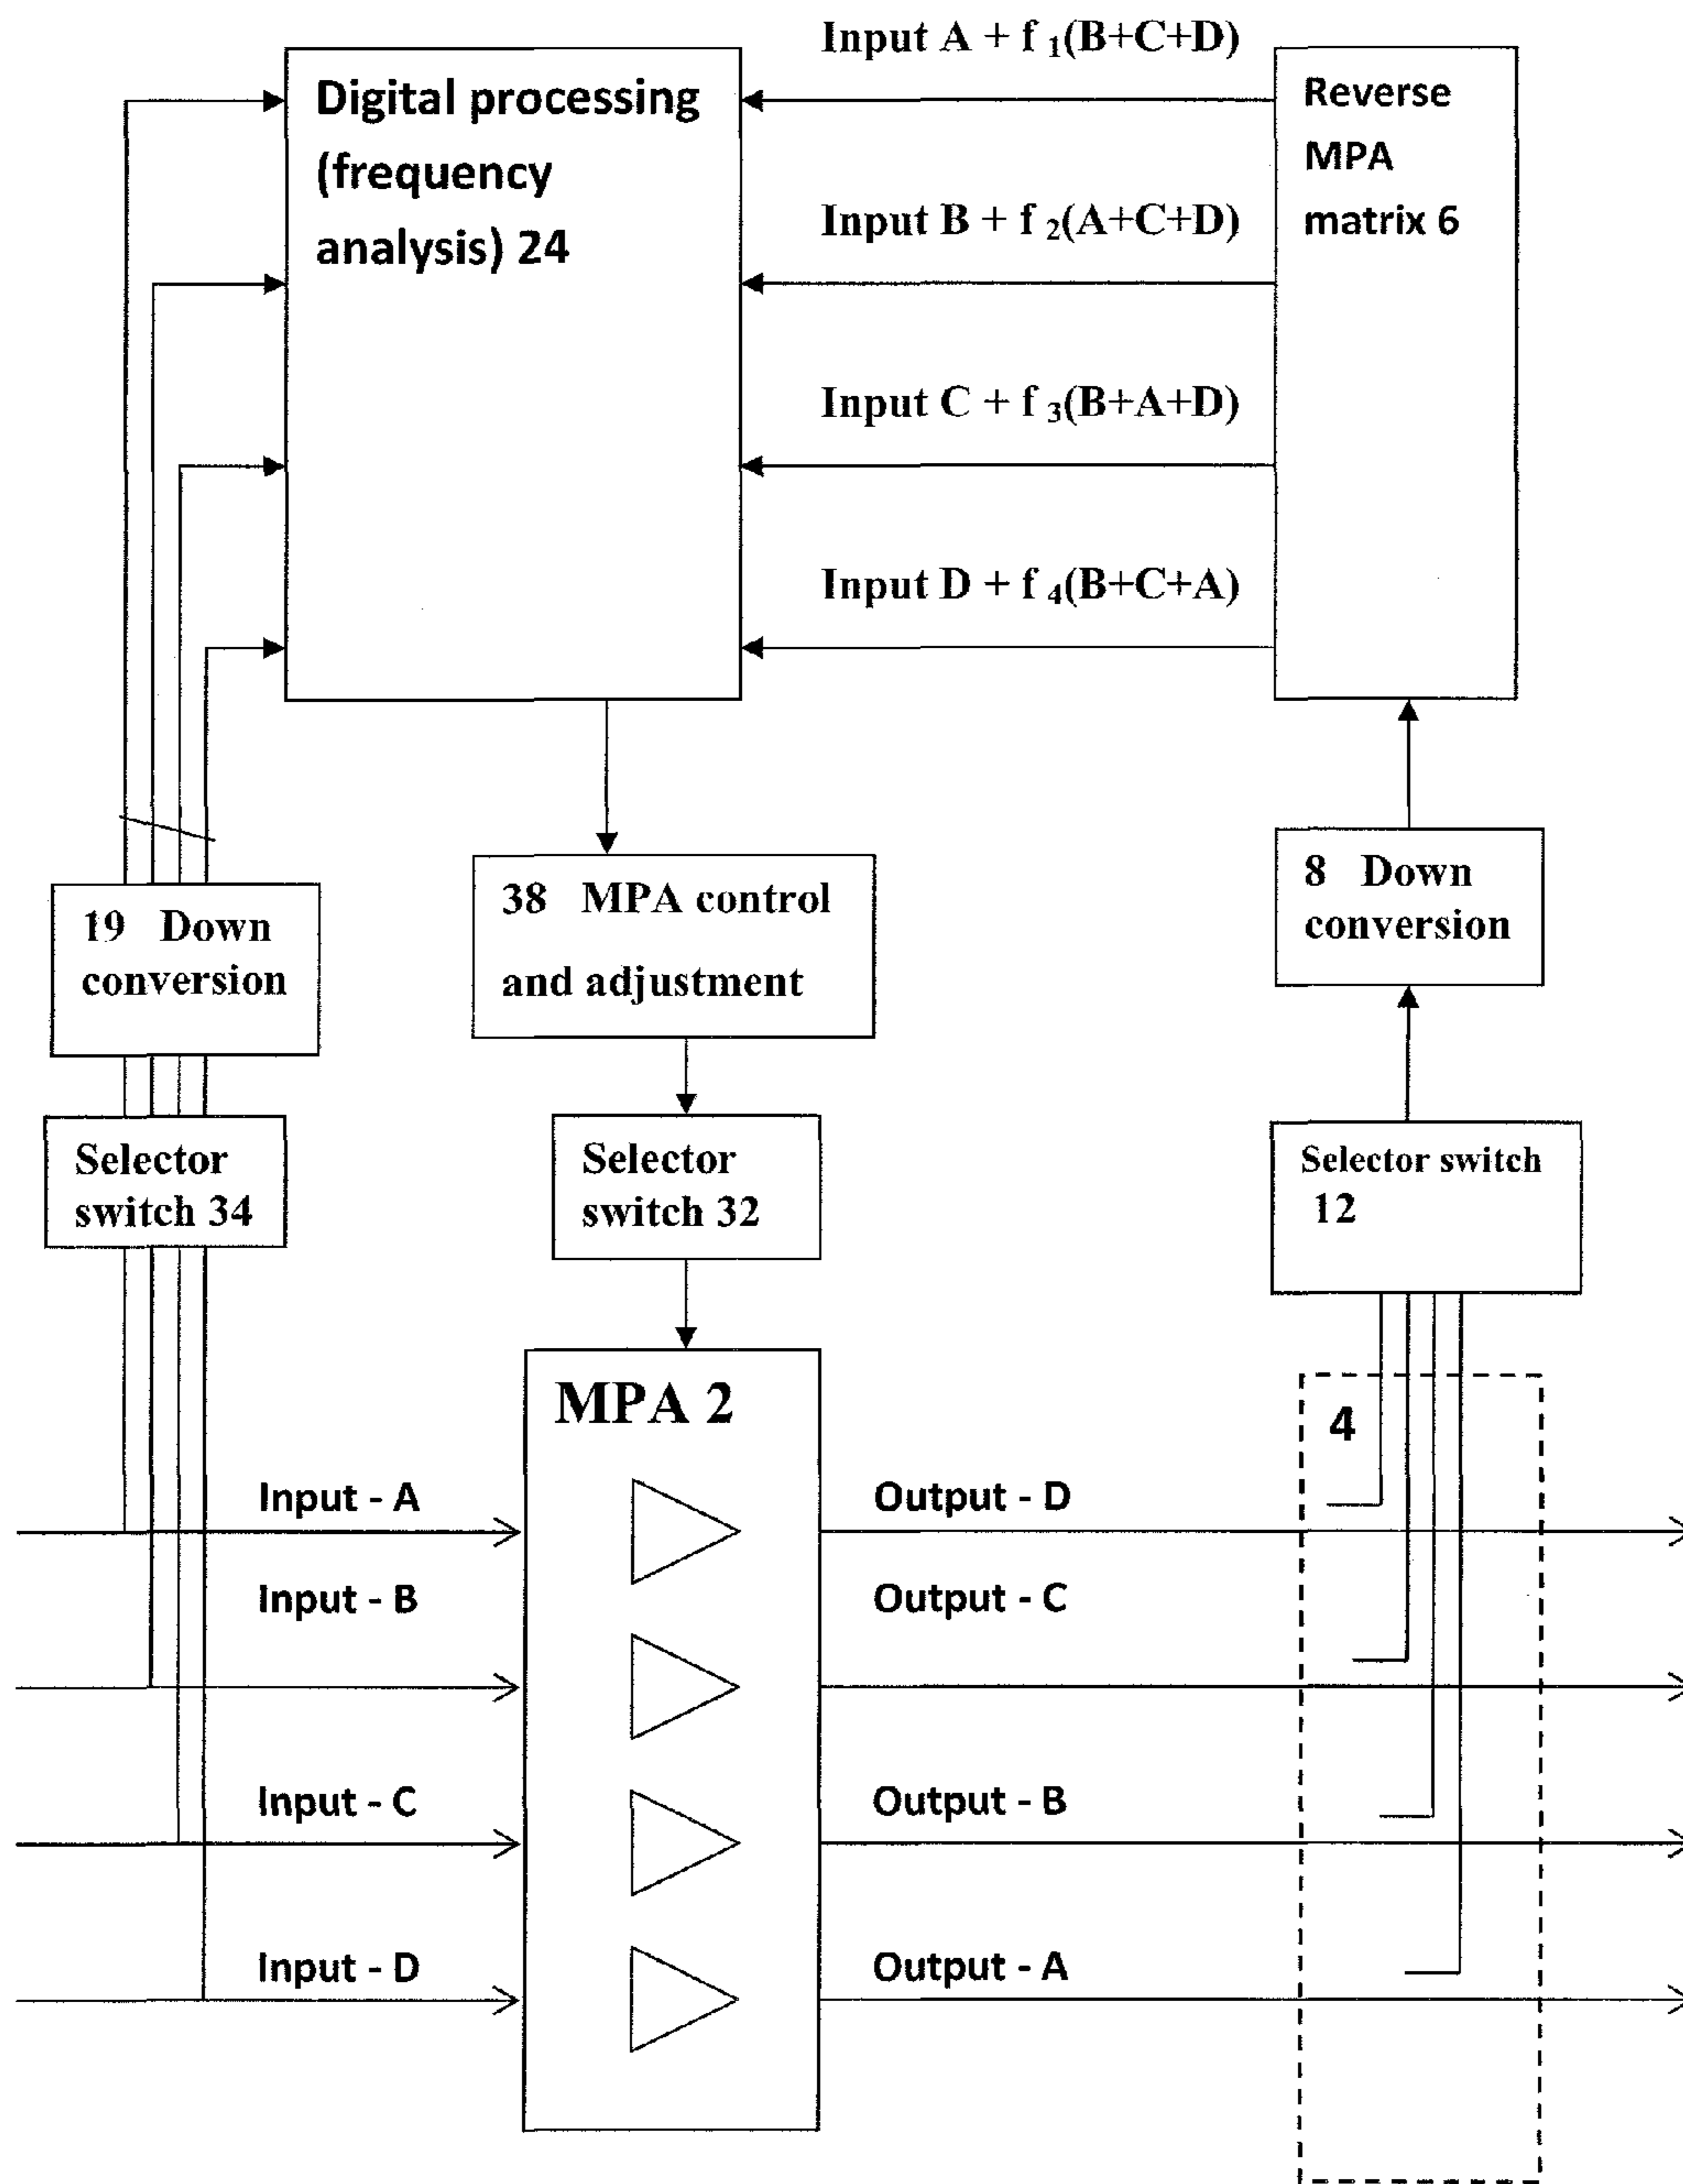 Input A + f 1(B+C+D)
Digital processing
(frequency
analysis) 24
Reverse
MPA
matrix 6
Input B + f 2(A+C+D)
Input C + f 3(B+A+D)
Input D + f 4(B+C+A)
19 Down
conversion
38 MPA control
and adjustment
8 Down
conversion
Selector
switch 34
Selector
switch 32
Selector switch
12
MPA 2
4
Input - A
Output - D
Input - B
Output - C
Input - C
Output - B
Input - D
Output - A